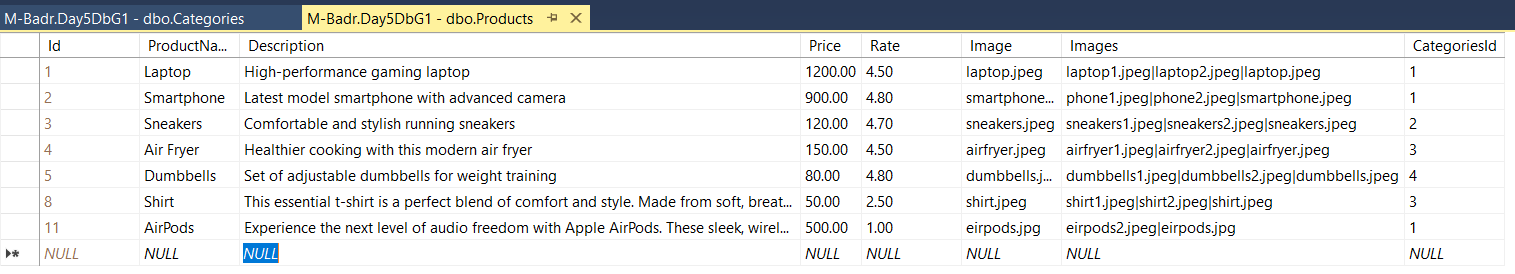 M-Badr.Day5DbG1 - dbo.Categories M-Badr.Day5DbG1 - dbo.Products
Id ProductNa... Description Price Rate Image Images CategoriesId
1 Laptop High-performance gaming laptop 1200.00 4.50 laptop.jpeg laptop1.jpeg|laptop2.jpeg|laptop.jpeg 1
2 Smartphone Latest model smartphone with advanced camera 900.00 4.80 smartphone... phone1.jpeg|phone2.jpeg|smartphone.jpeg 1
3 Sneakers Comfortable and stylish running sneakers 120.00 4.70 sneakers.jpeg sneakers1.jpeg|sneakers2.jpeg|sneakers.jpeg 2
4 Air Fryer Healthier cooking with this modern air fryer 150.00 4.50 airfryer.jpeg airfryer1.jpeg|airfryer2.jpeg|airfryer.jpeg 3
5 Dumbbells Set of adjustable dumbbells for weight training 80.00 4.80 dumbbells.j... dumbbells1.jpeg|dumbbells2.jpeg|dumbbells.jpeg 4
8 Shirt This essential t-shirt is a perfect blend of comfort and style. Made from soft, breat... 50.00 2.50 shirt.jpeg shirt1.jpeg|shirt2.jpeg|shirt.jpeg 3
11 AirPods Experience the next level of audio freedom with Apple AirPods. These sleek, wirel... 500.00 1.00 eirpods.jpg eirpods2.jpeg|eirpods.jpg 1
NULL NULL NULL NULL NULL NULL NULL NULL